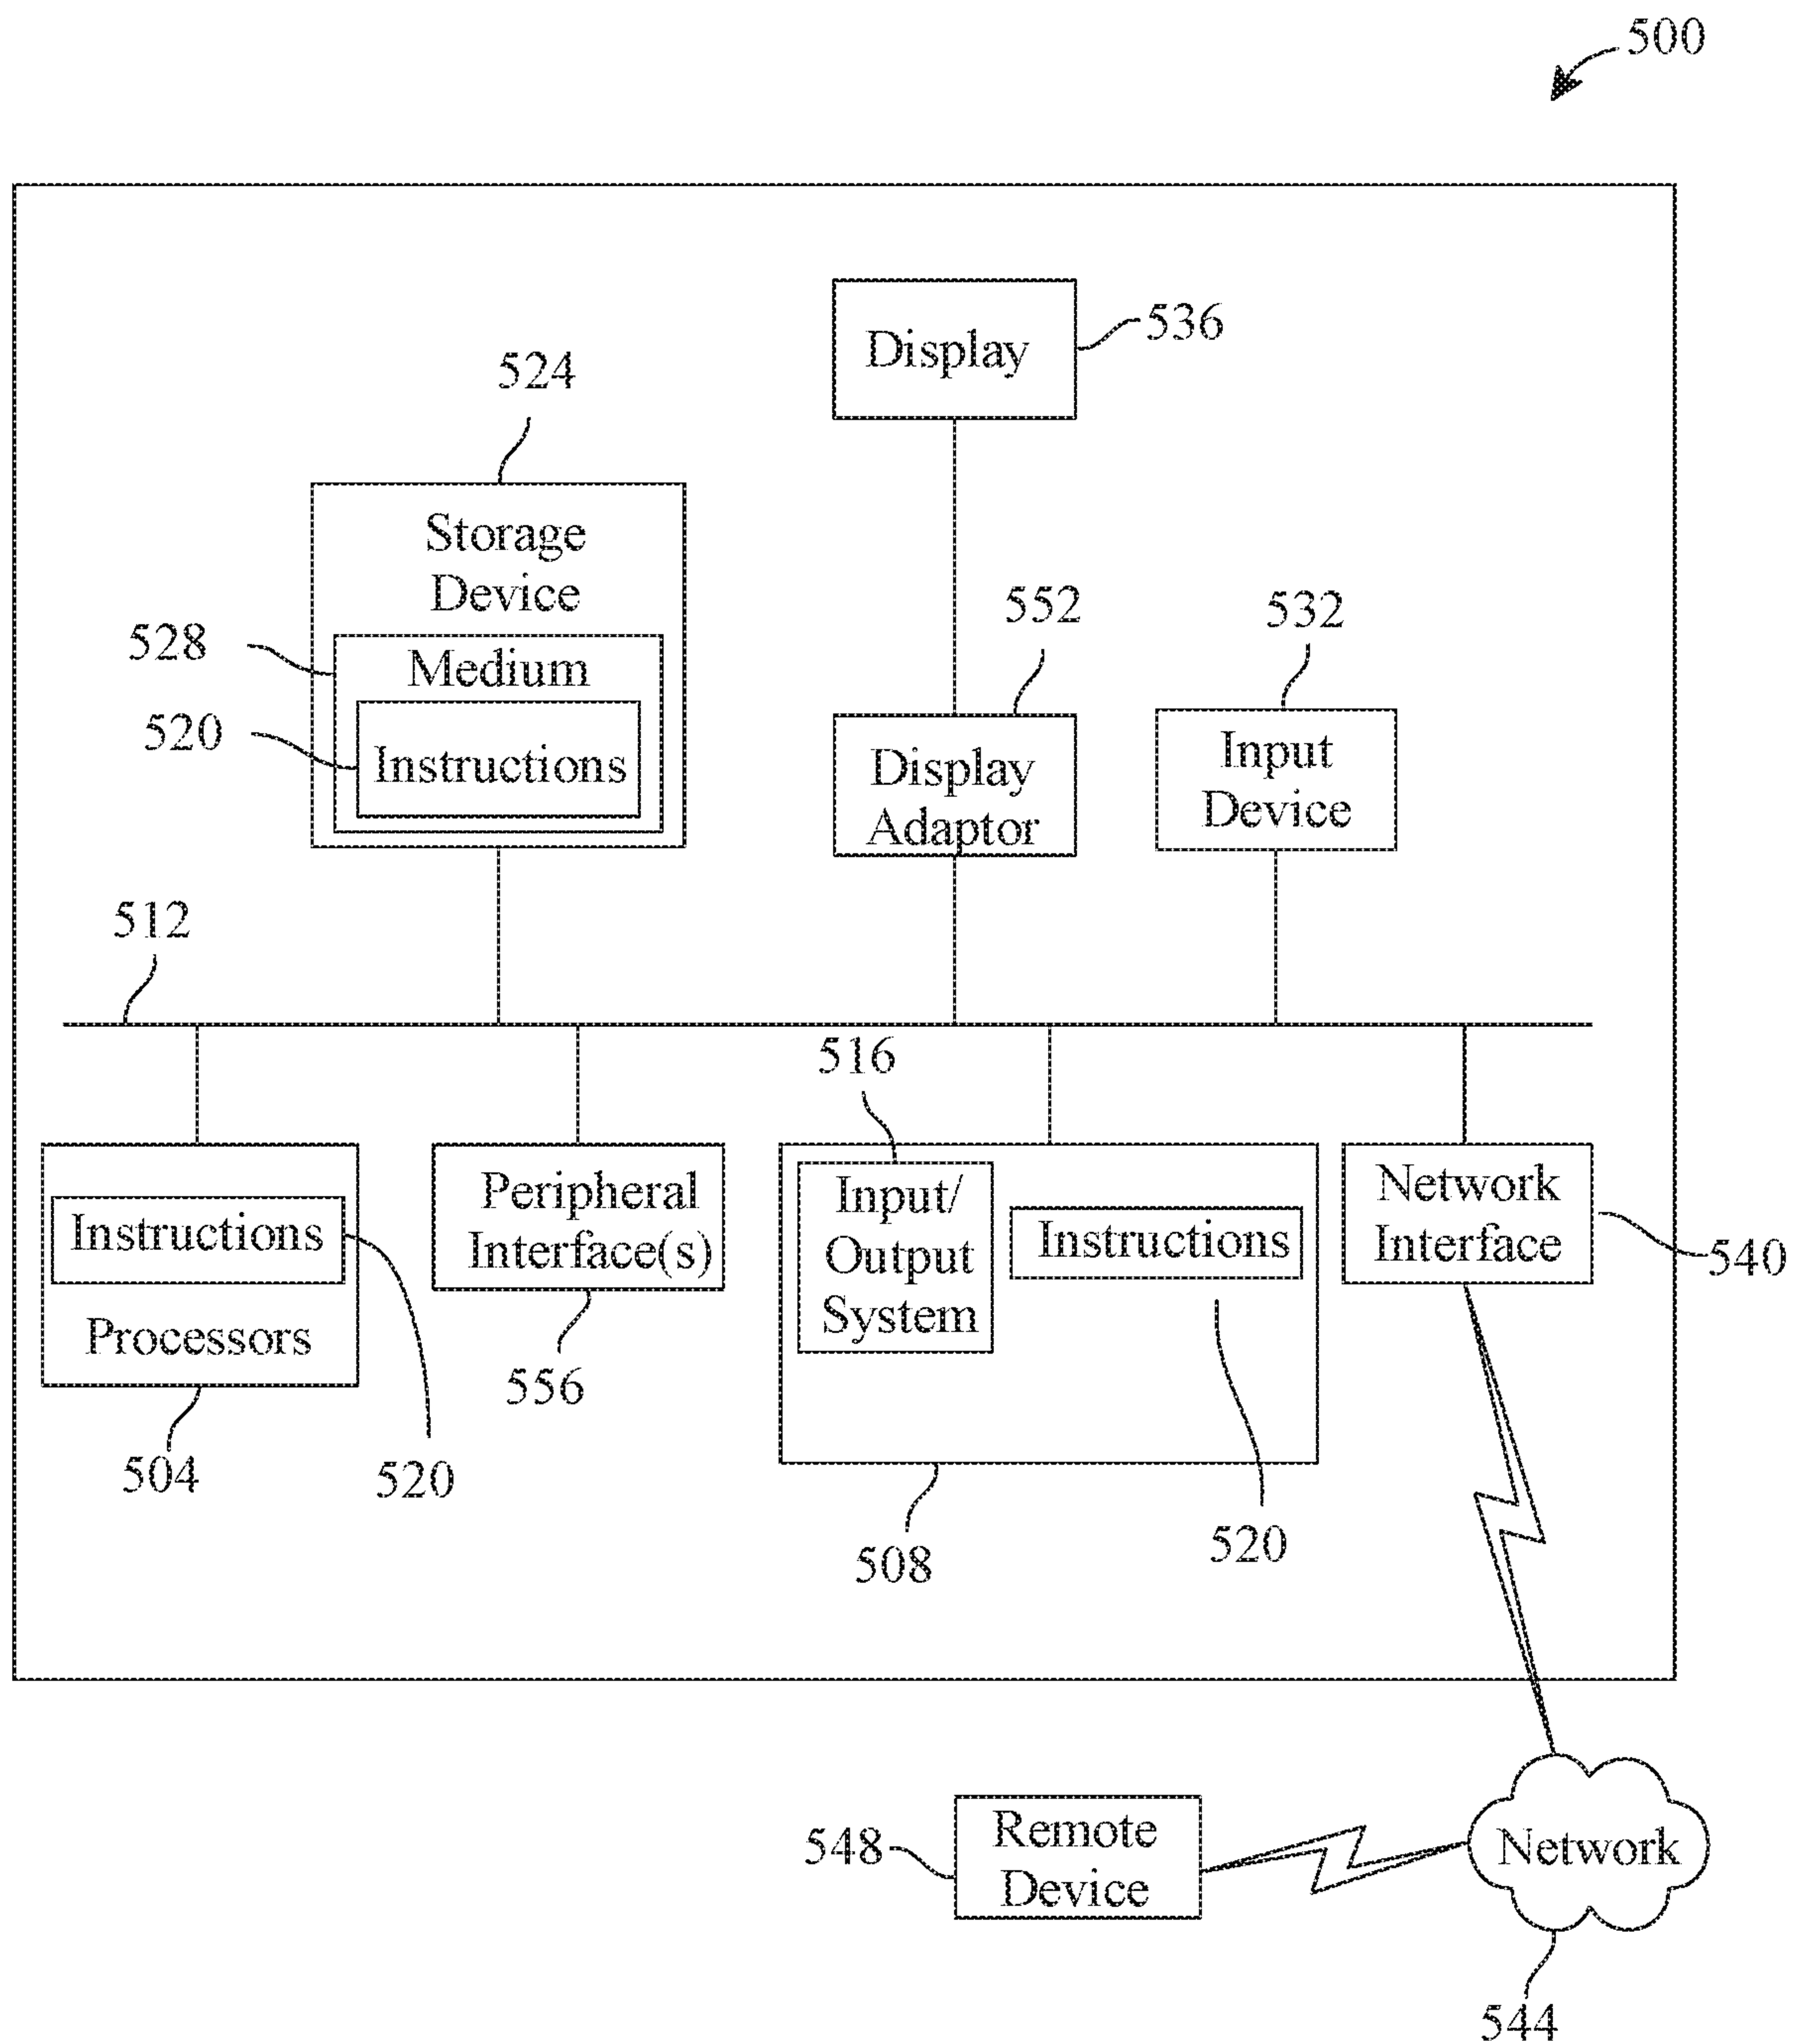 500
Display
536
524
Storage
Device
528
Medium
520
Instructions
552
Display
Adaptor
532
Input
Device
512
516
Instructions
Processors
504
520
Peripheral
Interface(s)
556
Input/
Output
System
Instructions
508
520
Network
Interface
540
548
Remote
Device
Network
544